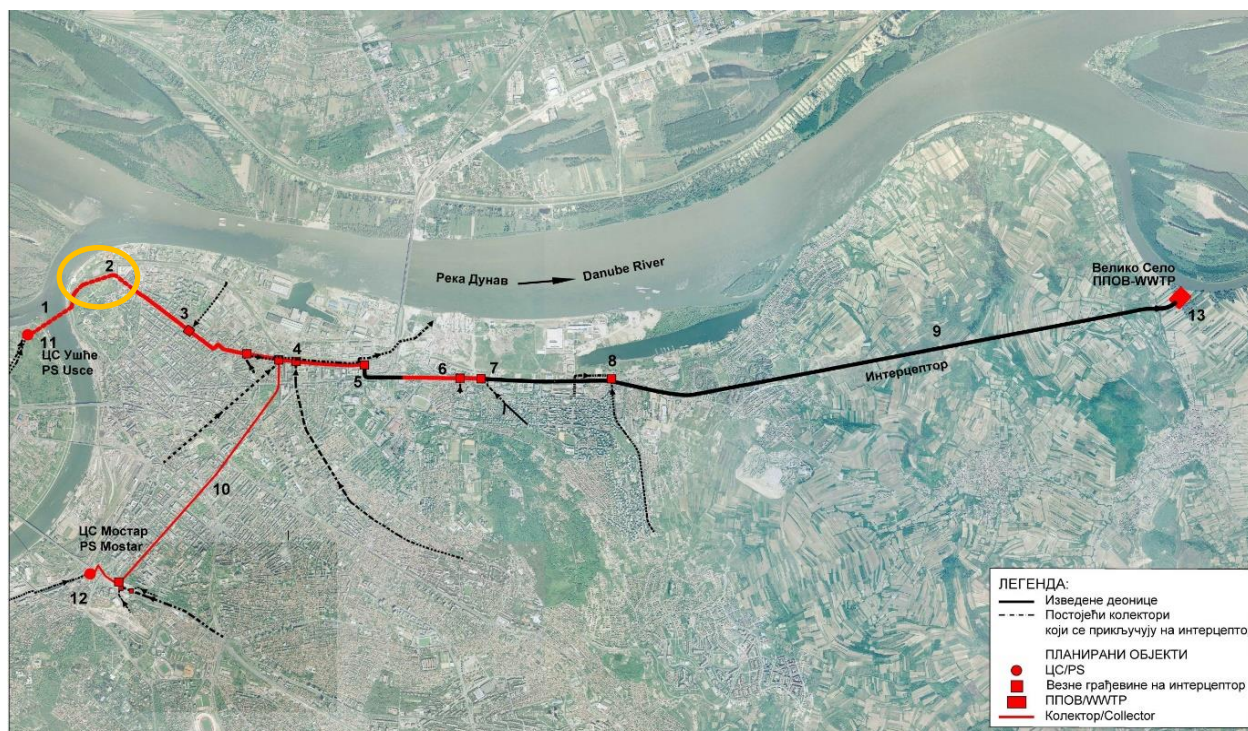 2
Река Дунав
Danube River
Велико Село
ППОВ-WWTP
1
3
13
11
ЦС Ушће
PS Usce
9
4
8
Интерцептор
5
6
7
10
ЦС Мостар
PS Mostar
12
ЛЕГЕНДА:
Изведене деонице
Постојећи колектори
који се прикључују на интерцепто
ПЛАНИРАНИ ОБЈЕКТИ
ЦС/PS
Везне грађевине на интерцептор
ППОВ/WWTP
Колектор/Collector